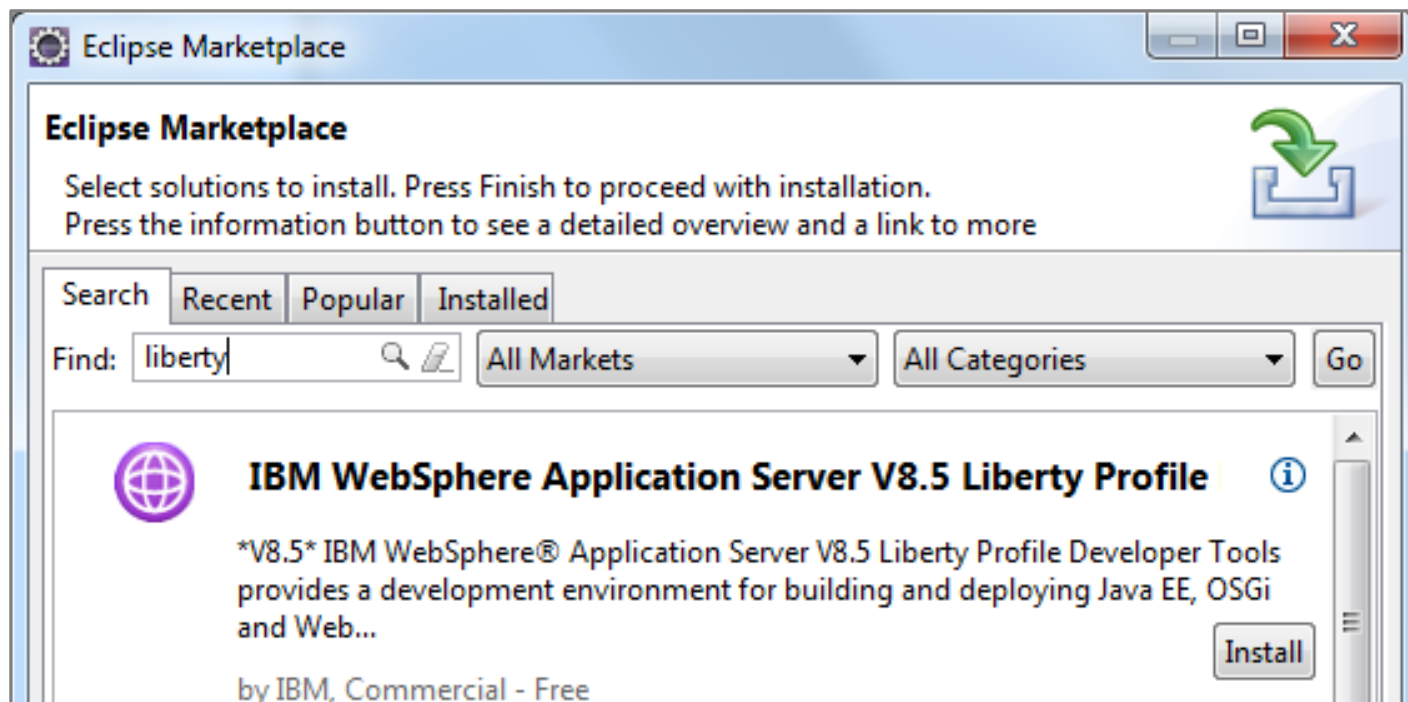 Eclipse Marketplace
Eclipse Marketplace
Select solutions to install. Press Finish to proceed with installation.
Press the information button to see a detailed overview and a link to more
Search Recent Popular Installed
Find: liberty All Markets All Categories Go
IBM WebSphere Application Server V8.5 Liberty Profile
*V8.5* IBM WebSphere® Application Server V8.5 Liberty Profile Developer Tools
provides a development environment for building and deploying Java EE, OSGi
and Web...
Install
by IBM, Commercial - Free